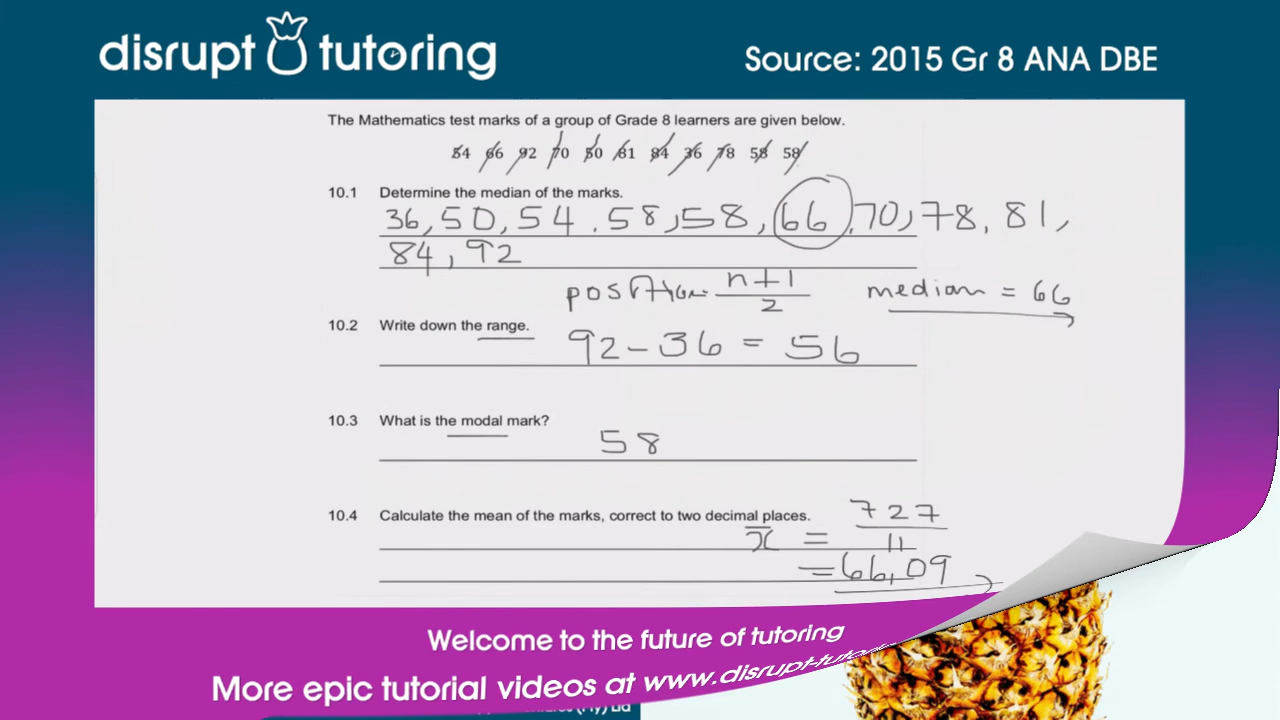 disrupt tutoring
Source: 2015 Gr 8 ANA DBE
The Mathematics test marks of a group of Grade 8 learners are given below.
54 66 92 70 50 81 84 36 78 58 58
10.1 Determine the median of the marks.
36, 50, 54, 58, 58, 66, 70, 78, 81,
84, 92
position n+1
2
median = 66
10.2 Write down the range.
92 - 36 = 56
10.3 What is the modal mark?
58
10.4 Calculate the mean of the marks, correct to two decimal places.
x̄ = 727
11
= 66,09
Welcome to the future of tutoring
More epic tutorial videos at www.disrupt-tutor
(Pty) Ltd